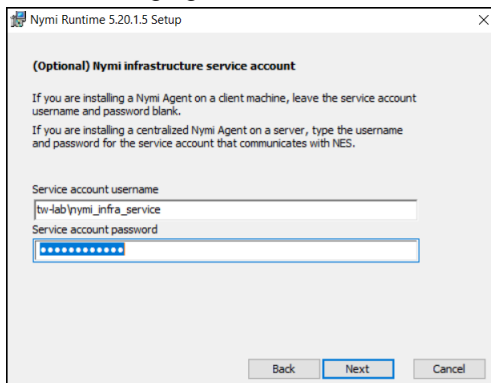 Nymi Runtime 5.20.1.5 Setup
(Optional) Nymi infrastructure service account
If you are installing a Nymi Agent on a client machine, leave the service account
username and password blank.
If you are installing a centralized Nymi Agent on a server, type the username
and password for the service account that communicates with NES.
Service account username
tw-lab\nymi_infra_service
Service account password
••••••••••••
Back Next Cancel